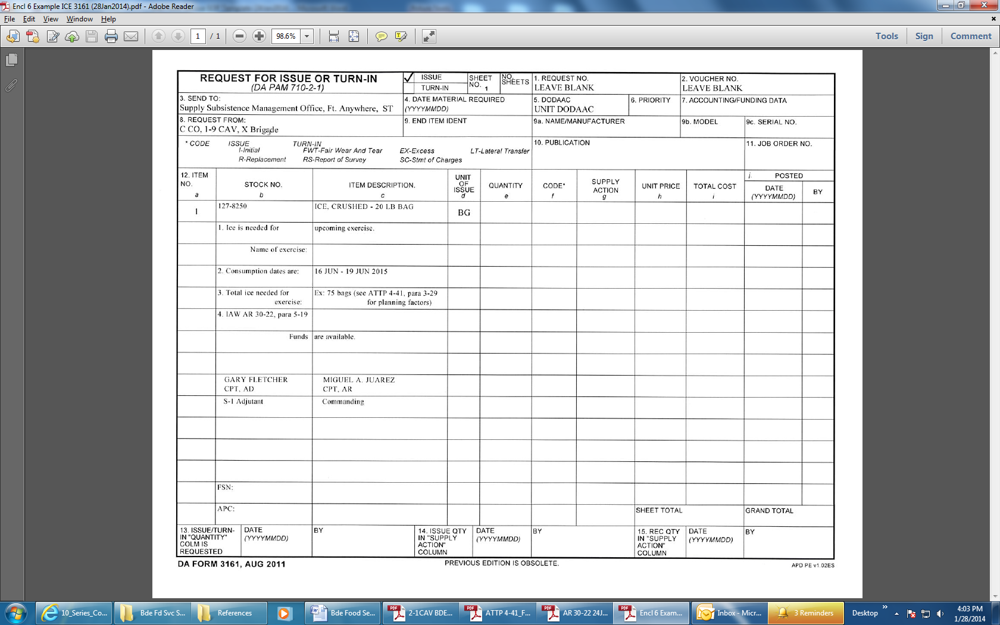 Encl 6 Example ICE 3161 (28Jan2014).pdf - Adobe Reader
File Edit View Window Help
1 / 1 98.6% Tools Sign Comment
REQUEST FOR ISSUE OR TURN-IN
(DA PAM 710-2-1)
ISSUE
TURN-IN
SHEET NO. 1
NO. SHEETS
1. REQUEST NO.
LEAVE BLANK
2. VOUCHER NO.
LEAVE BLANK
3. SEND TO:
Supply Subsistence Management Office, Ft. Anywhere, ST
4. DATE MATERIAL REQUIRED
(YYYYMMDD)
5. DODAAC
UNIT DODAAC
6. PRIORITY
7. ACCOUNTING/FUNDING DATA
8. REQUEST FROM:
C CO, 1-9 CAV, X Brigade
9. END ITEM IDENT
9a. NAME/MANUFACTURER
9b. MODEL
9c. SERIAL NO.
* CODE ISSUE TURN-IN
I-Initial FWT-Fair Wear And Tear EX-Excess LT-Lateral Transfer
R-Replacement RS-Report of Survey SC-Stmt of Charges
10. PUBLICATION
11. JOB ORDER NO.
12. ITEM NO.
a
STOCK NO.
b
ITEM DESCRIPTION.
c
UNIT OF ISSUE
d
QUANTITY
e
CODE*
f
SUPPLY ACTION
g
UNIT PRICE
h
TOTAL COST
i
j. POSTED
DATE
(YYYYMMDD)
BY
1 127-8250 ICE, CRUSHED - 20 LB BAG BG
1. Ice is needed for upcoming exercise.
Name of exercise:
2. Consumption dates are: 16 JUN - 19 JUN 2015
3. Total ice needed for Ex: 75 bags (see ATTP 4-41, para 3-29
exercise: for planning factors)
4. IAW AR 30-22, para 5-19
Funds are available.
GARY FLETCHER MIGUEL A. JUAREZ
CPT, AD CPT, AR
S-1 Adjutant Commanding
FSN:
APC:
SHEET TOTAL
GRAND TOTAL
13. ISSUE/TURN-
IN "QUANTITY"
COLM IS
REQUESTED
DATE
(YYYYMMDD)
BY
14. ISSUE QTY
IN "SUPPLY
ACTION"
COLUMN
DATE
(YYYYMMDD)
BY
15. REC QTY
IN "SUPPLY
ACTION"
COLUMN
DATE
(YYYYMMDD)
BY
DA FORM 3161, AUG 2011 PREVIOUS EDITION IS OBSOLETE. APD PE v1.02ES
10_Series_Co... Bde Fd Svc S... References Bde Food Se... 2-1CAV BDE... ATTP 4-41_F... AR 30-22 24J... Encl 6 Exam... Inbox - Micr... 3 Reminders Desktop 4:03 PM
1/28/2014